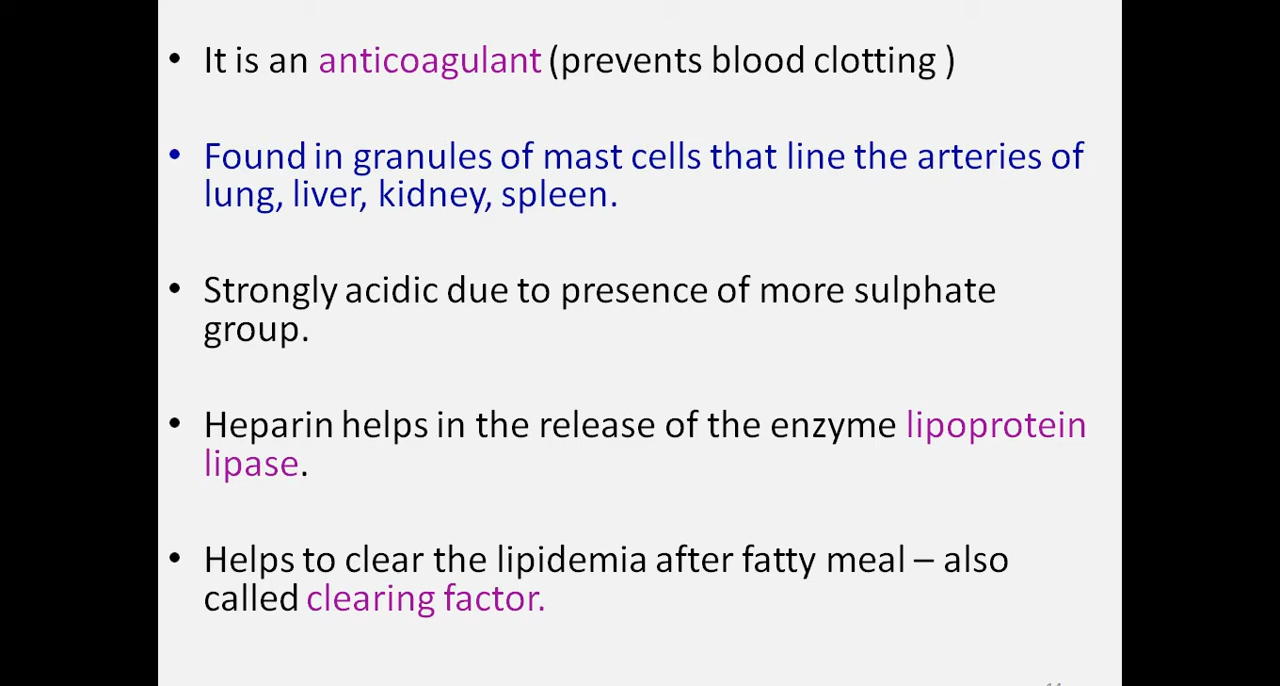 • It is an anticoagulant (prevents blood clotting )
• Found in granules of mast cells that line the arteries of
lung, liver, kidney, spleen.
• Strongly acidic due to presence of more sulphate
group.
• Heparin helps in the release of the enzyme lipoprotein
lipase.
• Helps to clear the lipidemia after fatty meal – also
called clearing factor.